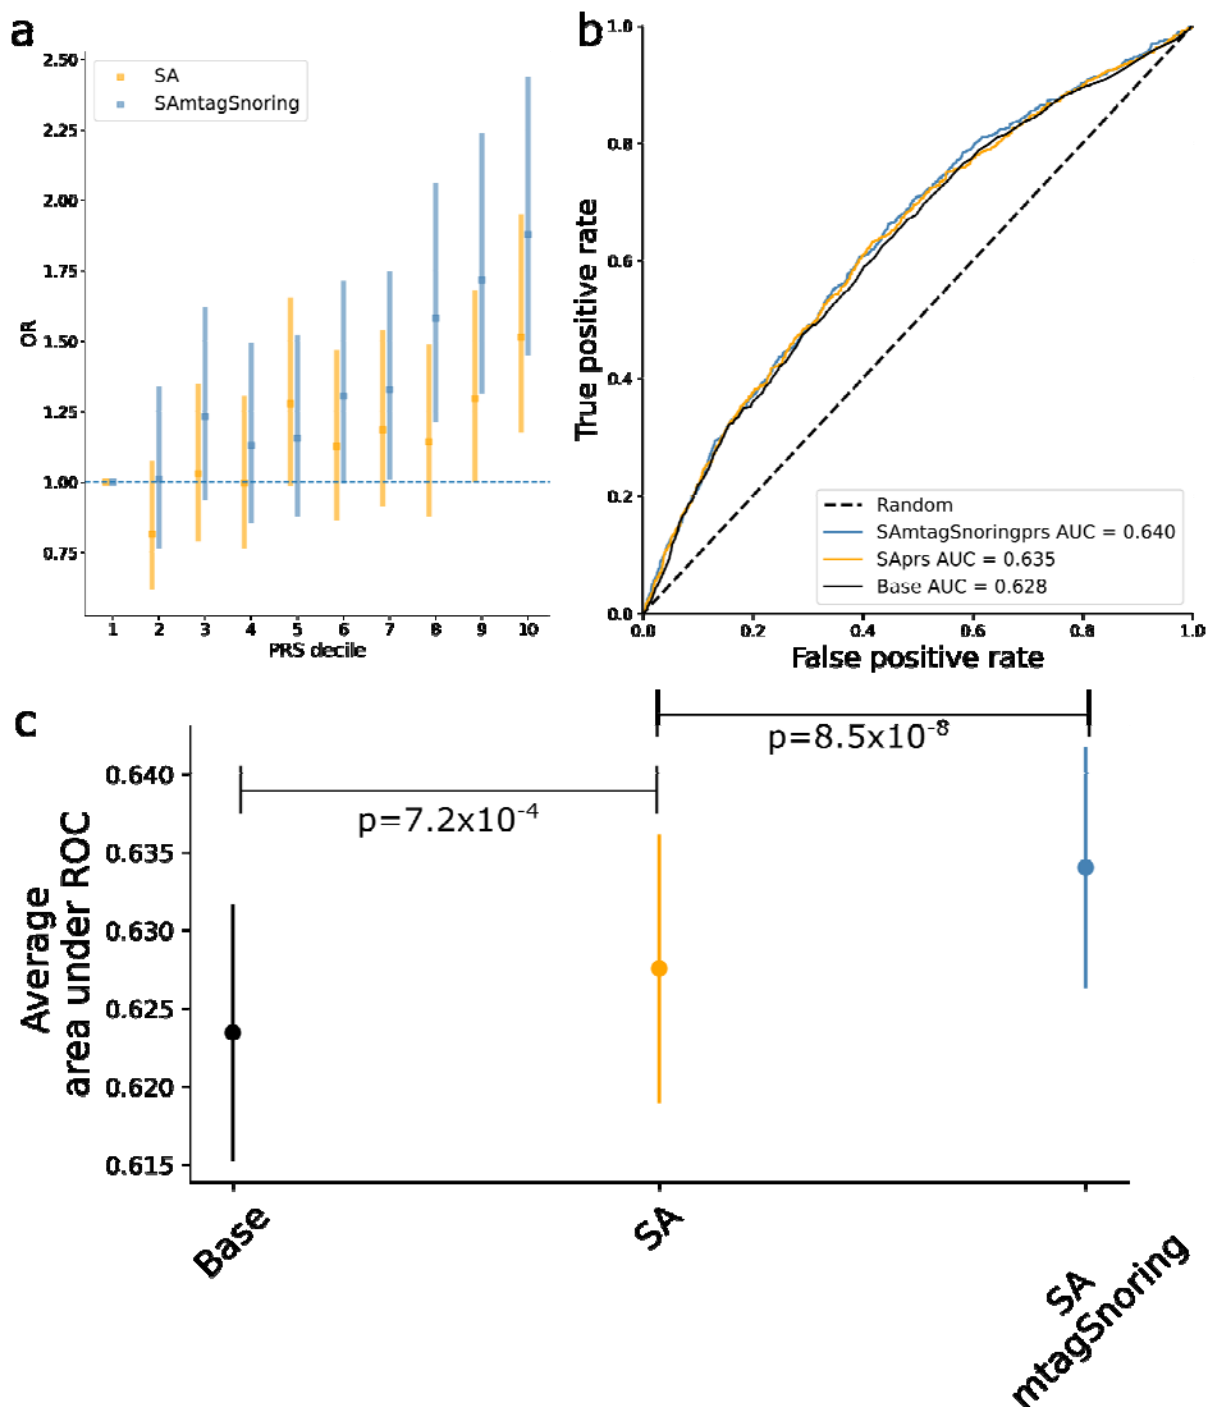 a
2.50
2.25
2.00
1.75
1.50
1.25
1.00
0.75
OR
SA
SAmtagSnoring
1 2 3 4 5 6 7 8 9 10
PRS decile
b
1.0
0.8
0.6
0.4
0.2
0.0
True positive rate
Random
SAmtagSnoringprs AUC = 0.640
SAprs AUC = 0.635
Base AUC = 0.628
0.0 0.2 0.4 0.6 0.8 1.0
False positive rate
c
p=8.5x10-8
p=7.2x10-4
0.640
0.635
0.630
0.625
0.620
0.615
Average
area under ROC
Base
SA
SA
mtagSnoring